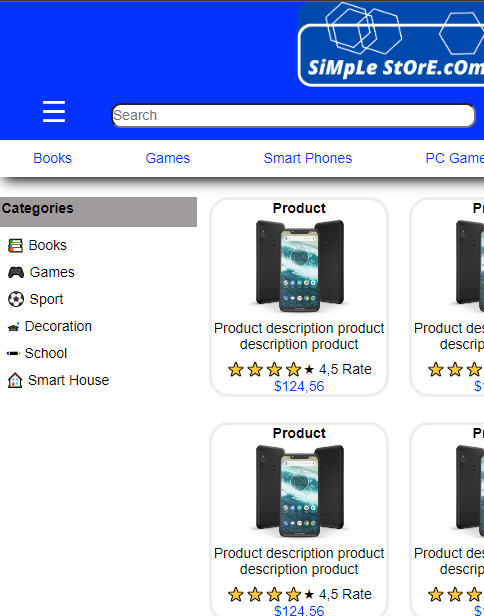 SiMpLe StOrE.cOm
Search
Books
Games
Smart Phones
PC Game
Categories
Books
Games
Sport
Decoration
School
Smart House
Product
Product description product
description product
4,5 Rate
$124,56
P
Product des
descrip
$1
Product
Product description product
description product
4,5 Rate
$124,56
P
Product des
descrip
$1